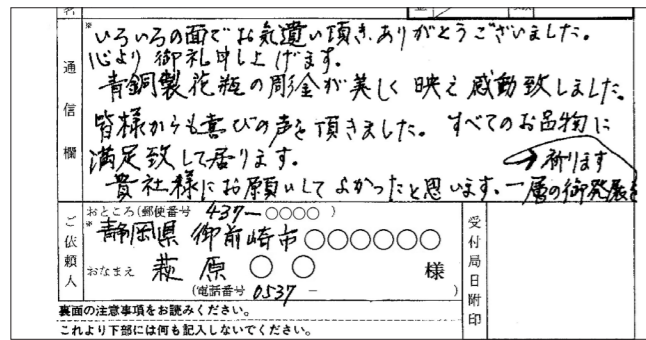 名
通信欄
*いろいろの面でお気遣い頂き、ありがとうございました。
心より御礼申し上げます。
青銅製花瓶の彫金が美しく映え感動致しました。
皆様からも喜びの声を頂きました。すべてのお品物に
満足致して居ります。
貴社様にお願いしてよかったと思います。一層の御発展を
祈ります
ご依頼人
おところ(郵便番号 437-○○○○ )
*静岡県御前崎市○○○○○○
おなまえ 萩原○○ 様
(電話番号 0537 - )
受付局日附印
裏面の注意事項をお読みください。
これより下部には何も記入しないでください。